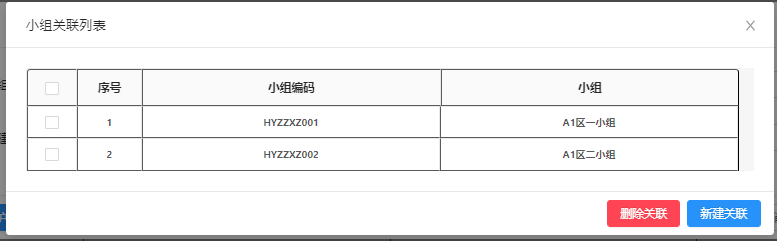 小组关联列表
序号 小组编码 小组
1 HYZZXZ001 A1区一小组
2 HYZZXZ002 A1区二小组
删除关联 新建关联